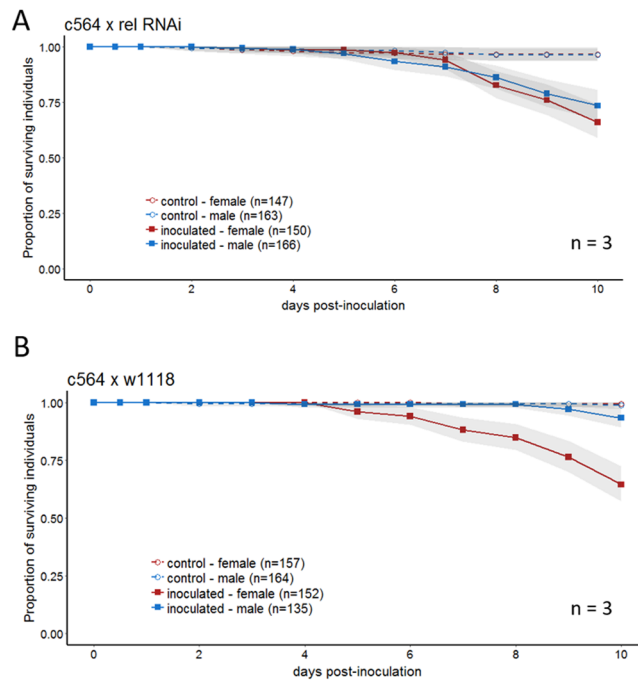 A
c564 x rel RNAi
1.00
0.75
0.50
0.25
0.00
Proportion of surviving individuals
control - female (n=147)
control - male (n=163)
inoculated - female (n=150)
inoculated - male (n=166)
n = 3
0 2 4 6 8 10
days post-inoculation
B
c564 x w1118
1.00
0.75
0.50
0.25
0.00
Proportion of surviving individuals
control - female (n=157)
control - male (n=164)
inoculated - female (n=152)
inoculated - male (n=135)
n = 3
0 2 4 6 8 10
days post-inoculation